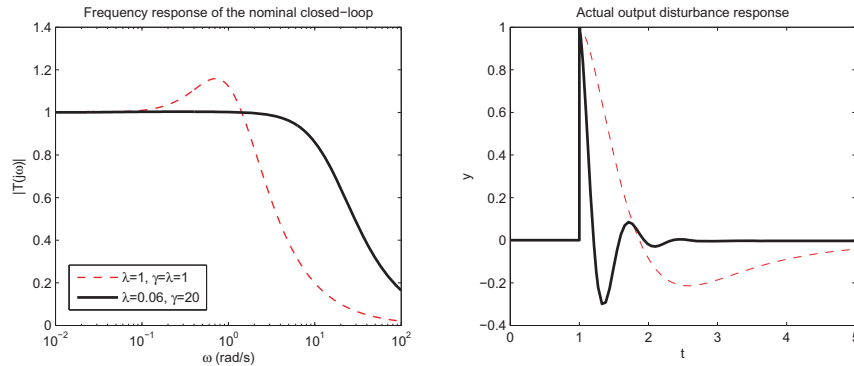 Frequency response of the nominal closed−loop
1.4
1.2
1
0.8
0.6
0.4
0.2
0
|T(jω)|
λ=1, γ=λ=1
λ=0.06, γ=20
10⁻² 10⁻¹ 10⁰ 10¹ 10²
ω (rad/s)
Actual output disturbance response
1
0.8
0.6
0.4
0.2
0
−0.2
−0.4
y
0 1 2 3 4 5
t